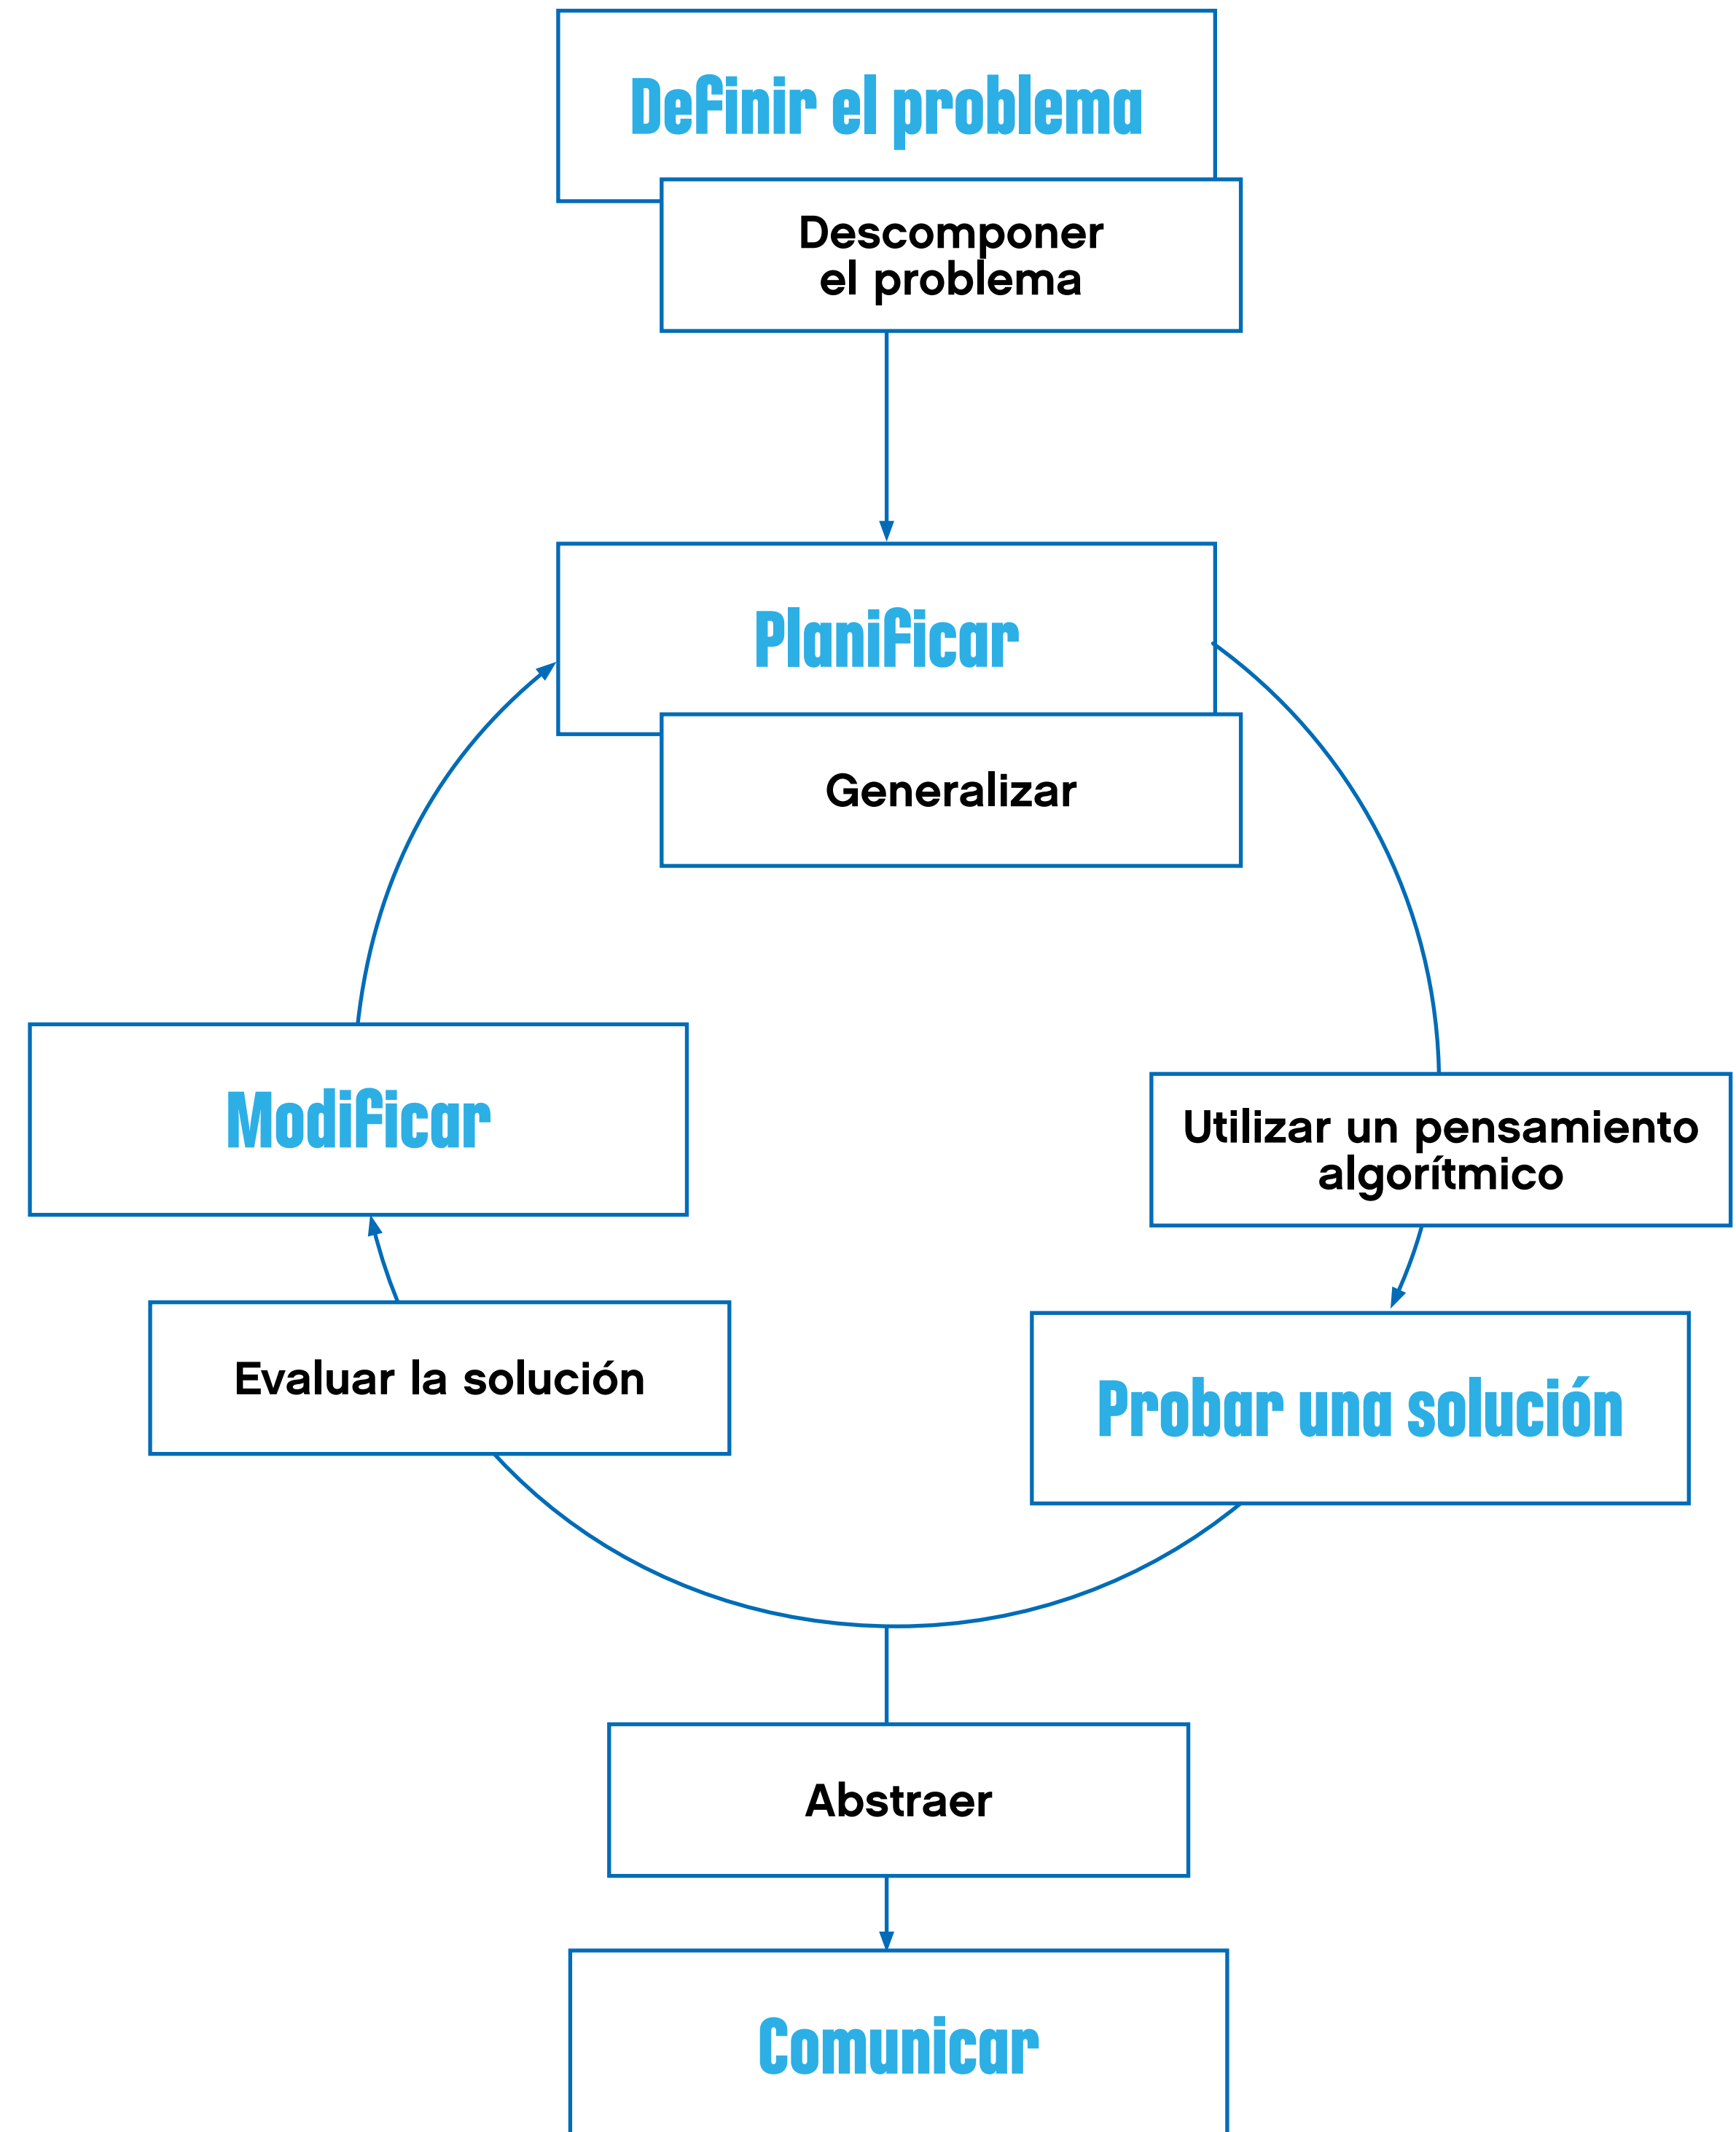 Definir el problema
Descomponer
el problema
Planificar
Generalizar
Modificar
Utilizar un pensamiento
algorítmico
Evaluar la solución
Probar una solución
Abstraer
Comunicar